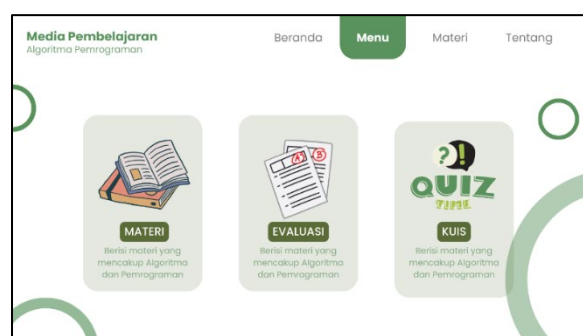 Media Pembelajaran
Algoritma Pemrograman
Beranda
Menu
Materi
Tentang
MATERI
Berisi materi yang
mencakup Algoritma
dan Pemrograman
A+
B
EVALUASI
Berisi materi yang
mencakup Algoritma
dan Pemrograman
?!
QUIZ
TIME
KUIS
Berisi materi yang
mencakup Algoritma
dan Pemrograman